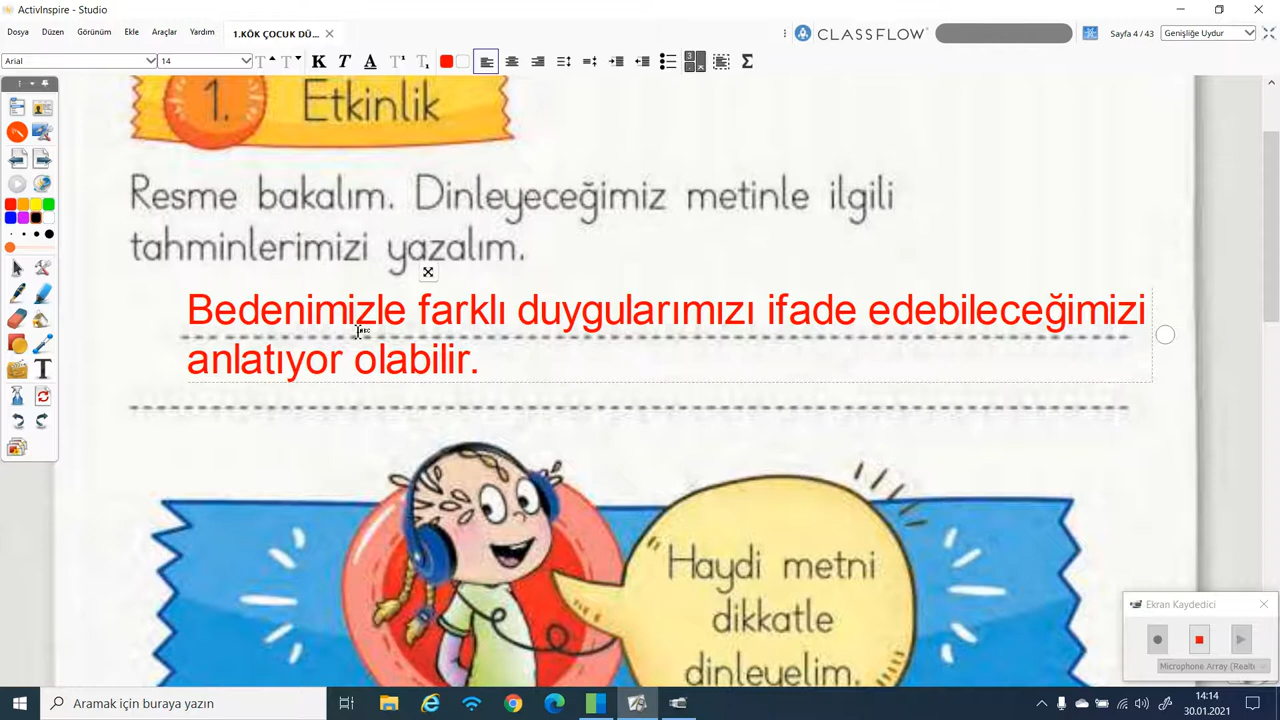 ActivInspire - Studio
Dosya Düzen Görünüm Ekle Araçlar Yardım
1.KÖK ÇOCUK DÜ...
CLASSFLOW
Sayfa 4 / 43
Genişliğe Uydur
Arial
14
1. Etkinlik
Resme bakalım. Dinleyeceğimiz metinle ilgili
tahminlerimizi yazalım.
Bedenimizle farklı duygularımızı ifade edebileceğimizi
anlatıyor olabilir.
Haydi metni
dikkatle
dinleyelim.
Ekran Kaydedici
Microphone Array (Realt
Aramak için buraya yazın
14:14
30.01.2021